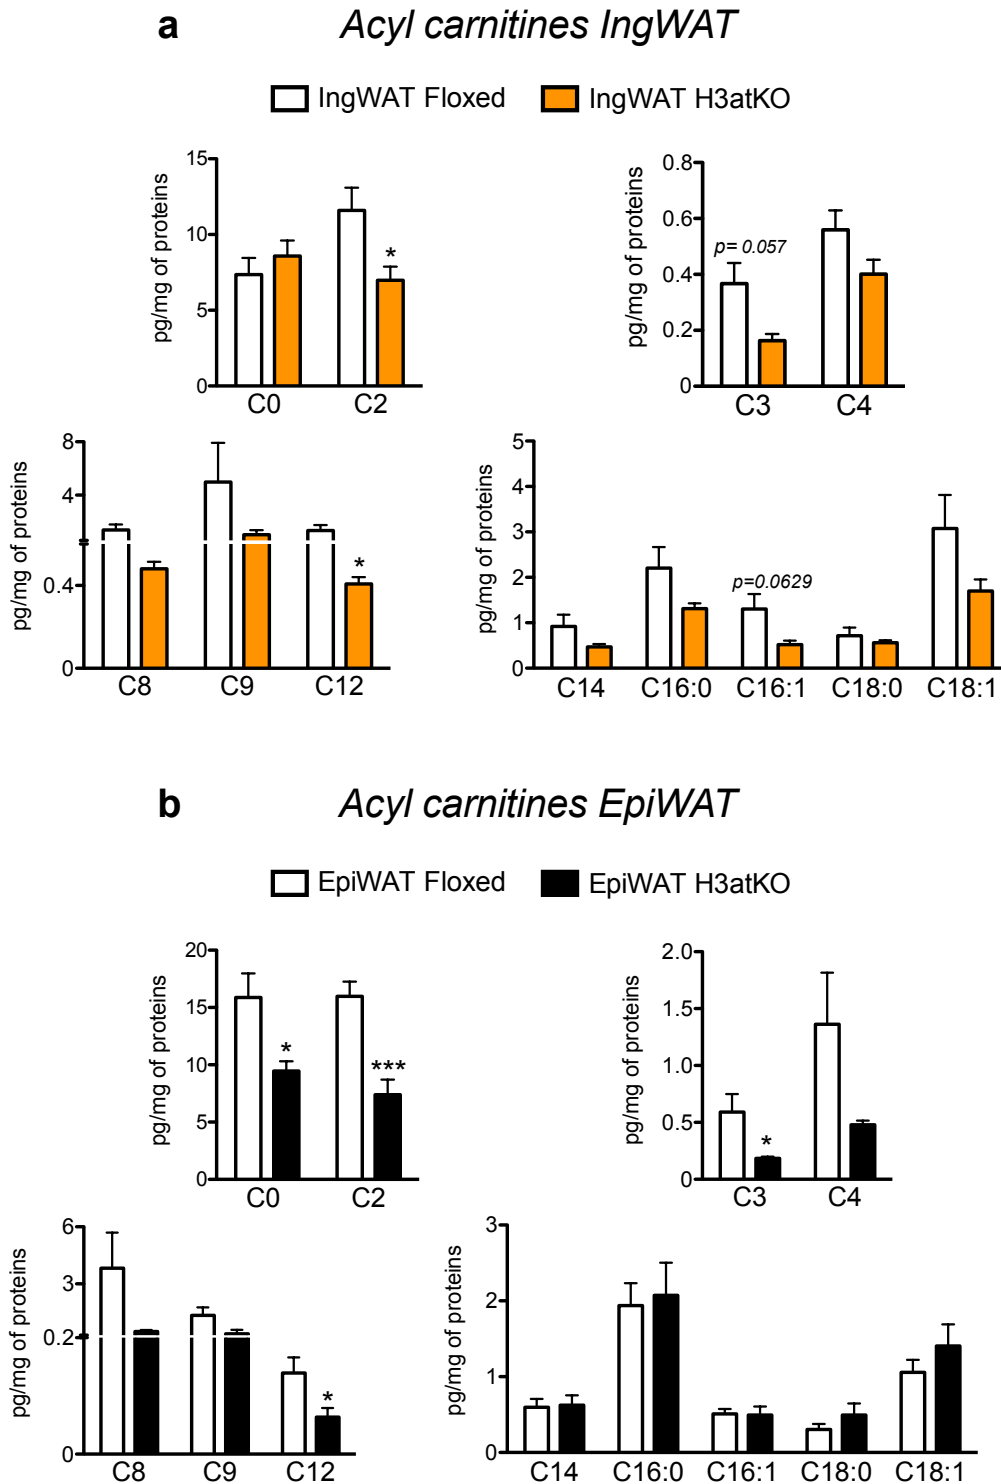 a Acyl carnitines IngWAT
IngWAT Floxed IngWAT H3atKO
pg/mg of proteins
15
10
5
0
*
C0 C2
pg/mg of proteins
0.8
0.6
0.4
0.2
0
p= 0.057
C3 C4
pg/mg of proteins
8
4
0.4
0
*
C8 C9 C12
pg/mg of proteins
5
4
3
2
1
0
p=0.0629
C14 C16:0 C16:1 C18:0 C18:1
b Acyl carnitines EpiWAT
EpiWAT Floxed EpiWAT H3atKO
pg/mg of proteins
20
15
10
5
0
*
***
C0 C2
pg/mg of proteins
2.0
1.5
1.0
0.5
0
*
C3 C4
pg/mg of proteins
6
3
0.2
0
*
C8 C9 C12
pg/mg of proteins
3
2
1
0
C14 C16:0 C16:1 C18:0 C18:1